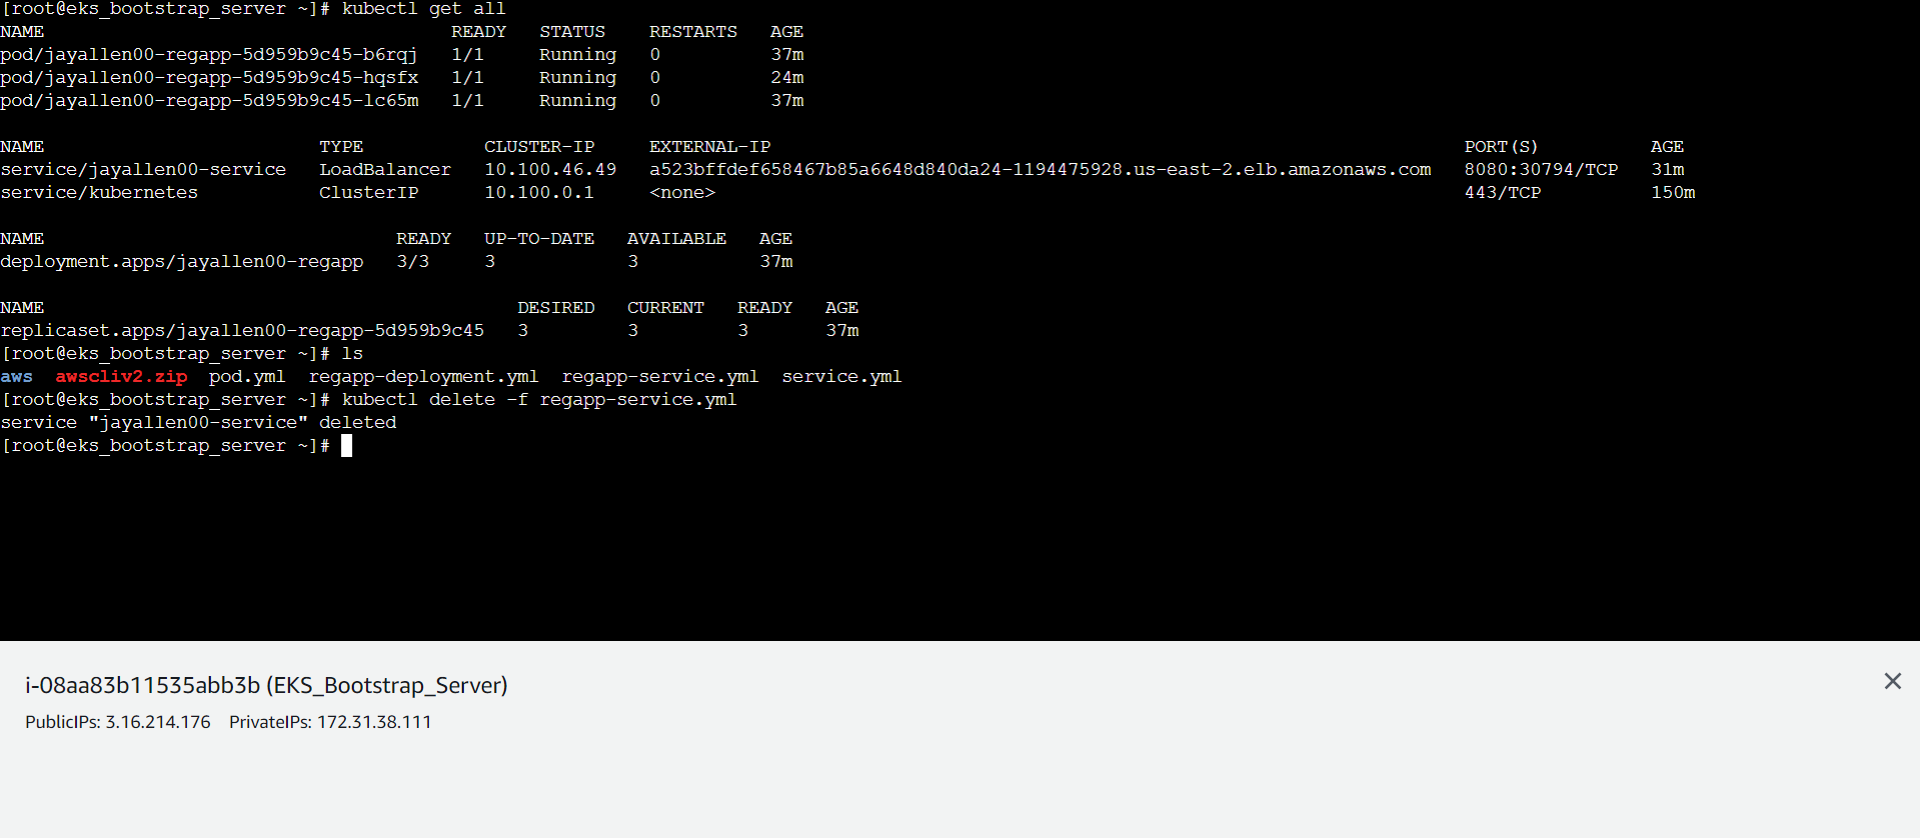 [root@eks_bootstrap_server ~]# kubectl get all
NAME READY STATUS RESTARTS AGE
pod/jayallen00-regapp-5d959b9c45-b6rqj 1/1 Running 0 37m
pod/jayallen00-regapp-5d959b9c45-hqsfx 1/1 Running 0 24m
pod/jayallen00-regapp-5d959b9c45-lc65m 1/1 Running 0 37m
NAME TYPE CLUSTER-IP EXTERNAL-IP PORT(S) AGE
service/jayallen00-service LoadBalancer 10.100.46.49 a523bffdef658467b85a6648d840da24-1194475928.us-east-2.elb.amazonaws.com 8080:30794/TCP 31m
service/kubernetes ClusterIP 10.100.0.1 <none> 443/TCP 150m
NAME READY UP-TO-DATE AVAILABLE AGE
deployment.apps/jayallen00-regapp 3/3 3 3 37m
NAME DESIRED CURRENT READY AGE
replicaset.apps/jayallen00-regapp-5d959b9c45 3 3 3 37m
[root@eks_bootstrap_server ~]# ls
aws awscliv2.zip pod.yml regapp-deployment.yml regapp-service.yml service.yml
[root@eks_bootstrap_server ~]# kubectl delete -f regapp-service.yml
service "jayallen00-service" deleted
[root@eks_bootstrap_server ~]#
i-08aa83b11535abb3b (EKS_Bootstrap_Server)
PublicIPs: 3.16.214.176 PrivateIPs: 172.31.38.111